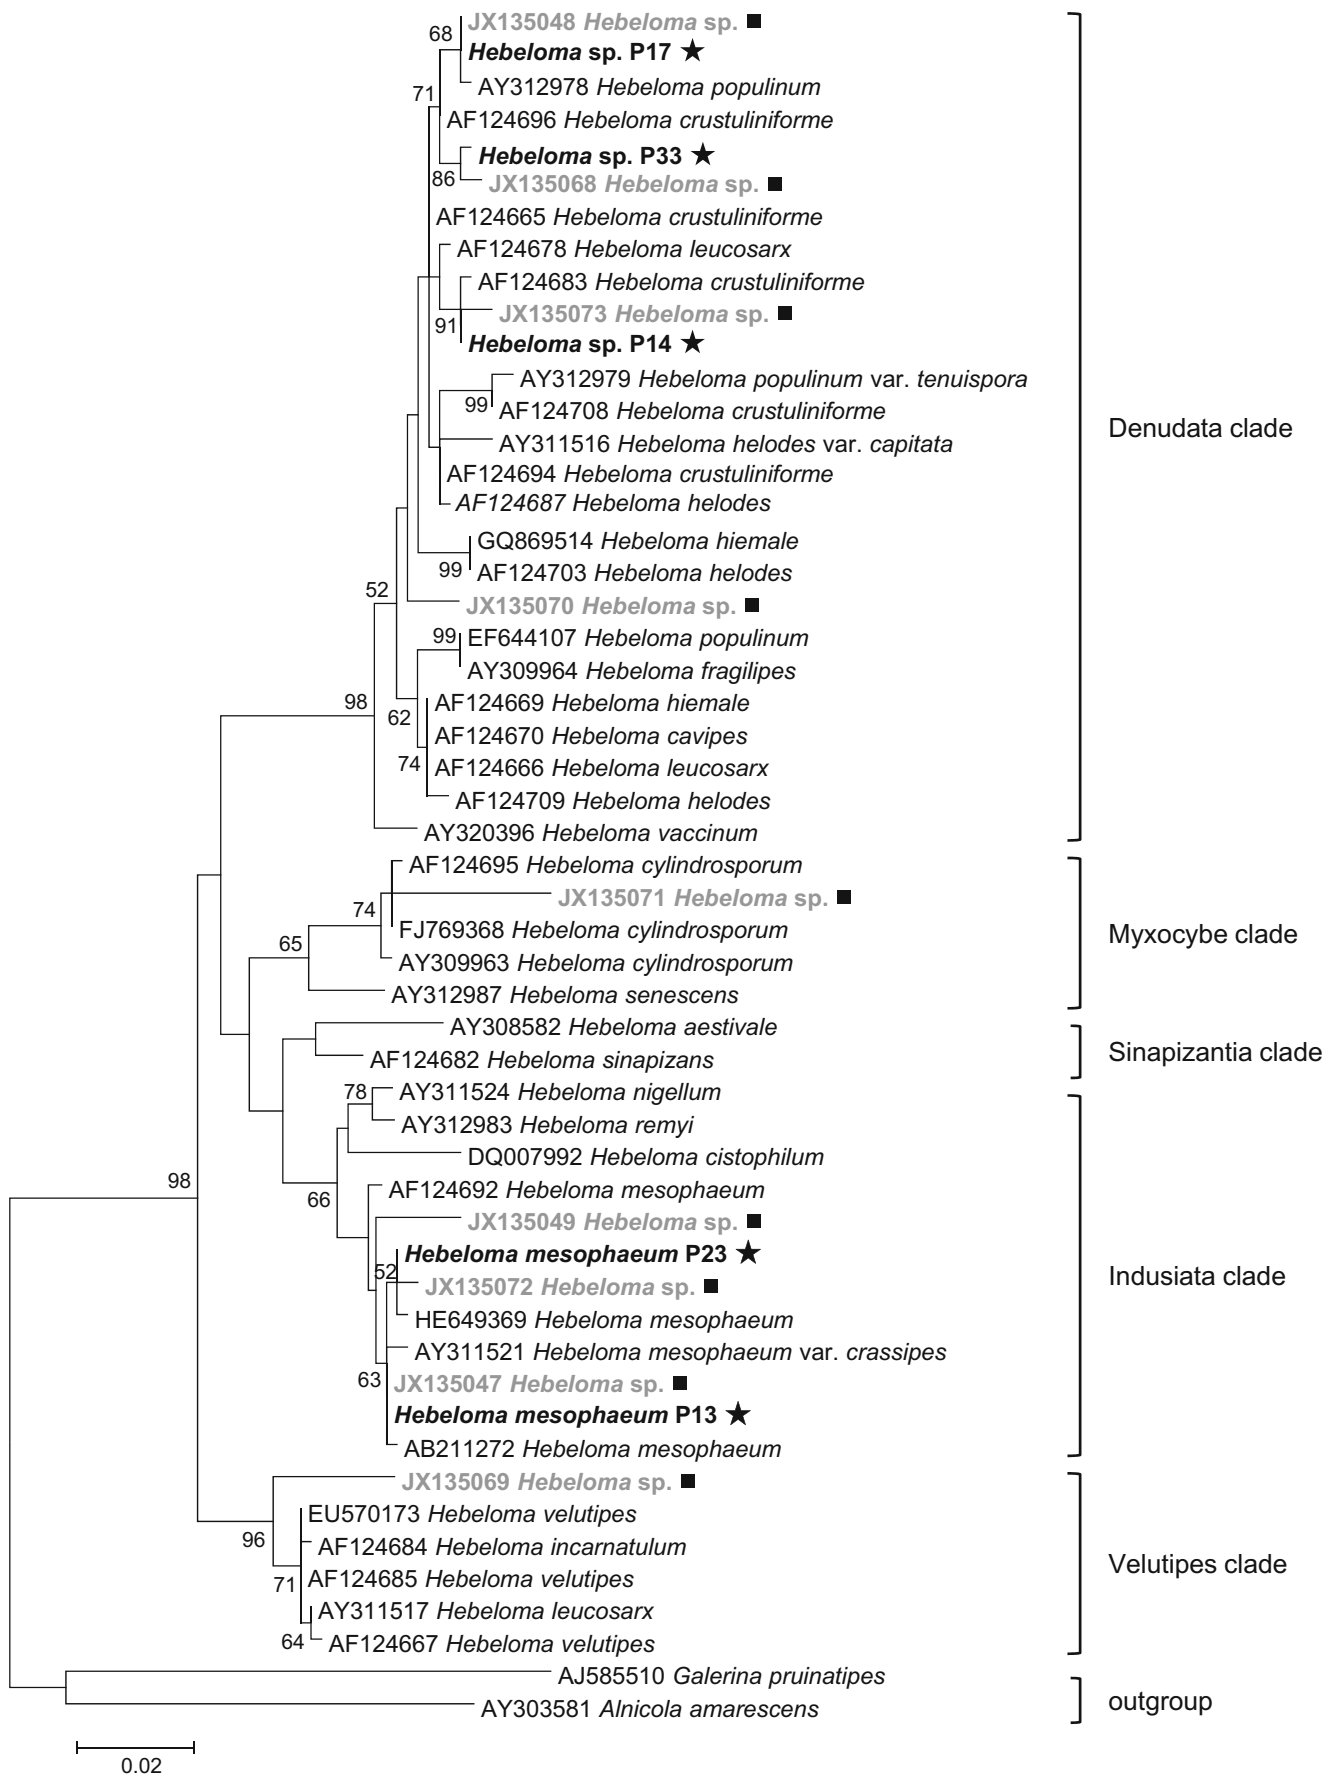 JX135048 Hebeloma sp. ■
68
Hebeloma sp. P17 ★
AY312978 Hebeloma populinum
71
AF124696 Hebeloma crustuliniforme
Hebeloma sp. P33 ★
86
JX135068 Hebeloma sp. ■
AF124665 Hebeloma crustuliniforme
AF124678 Hebeloma leucosarx
AF124683 Hebeloma crustuliniforme
JX135073 Hebeloma sp. ■
91
Hebeloma sp. P14 ★
AY312979 Hebeloma populinum var. tenuispora
99
AF124708 Hebeloma crustuliniforme
Denudata clade
AY311516 Hebeloma helodes var. capitata
AF124694 Hebeloma crustuliniforme
AF124687 Hebeloma helodes
GQ869514 Hebeloma hiemale
99
AF124703 Hebeloma helodes
52
JX135070 Hebeloma sp. ■
99
EF644107 Hebeloma populinum
AY309964 Hebeloma fragilipes
98
AF124669 Hebeloma hiemale
62
AF124670 Hebeloma cavipes
74
AF124666 Hebeloma leucosarx
AF124709 Hebeloma helodes
AY320396 Hebeloma vaccinum
AF124695 Hebeloma cylindrosporum
JX135071 Hebeloma sp. ■
74
FJ769368 Hebeloma cylindrosporum
Myxocybe clade
65
AY309963 Hebeloma cylindrosporum
AY312987 Hebeloma senescens
AY308582 Hebeloma aestivale
Sinapizantia clade
AF124682 Hebeloma sinapizans
78
AY311524 Hebeloma nigellum
AY312983 Hebeloma remyi
DQ007992 Hebeloma cistophilum
98
66
AF124692 Hebeloma mesophaeum
JX135049 Hebeloma sp. ■
Hebeloma mesophaeum P23 ★
52
JX135072 Hebeloma sp. ■
Indusiata clade
HE649369 Hebeloma mesophaeum
AY311521 Hebeloma mesophaeum var. crassipes
63
JX135047 Hebeloma sp. ■
Hebeloma mesophaeum P13 ★
AB211272 Hebeloma mesophaeum
JX135069 Hebeloma sp. ■
EU570173 Hebeloma velutipes
96
AF124684 Hebeloma incarnatulum
Velutipes clade
71
AF124685 Hebeloma velutipes
AY311517 Hebeloma leucosarx
64
AF124667 Hebeloma velutipes
AJ585510 Galerina pruinatipes
outgroup
AY303581 Alnicola amarescens
0.02